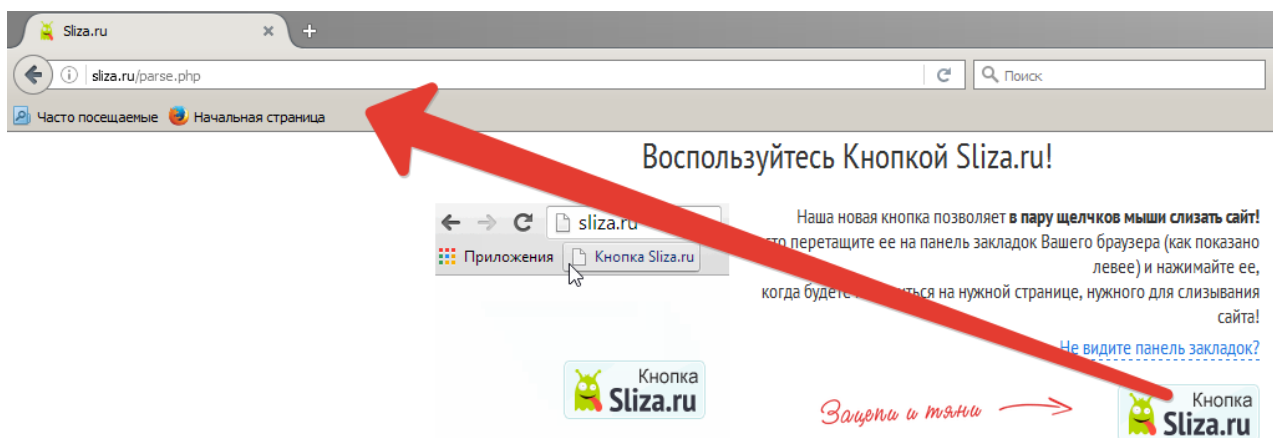 Sliza.ru
sliza.ru/parse.php
Поиск
Часто посещаемые Начальная страница
Воспользуйтесь Кнопкой Sliza.ru!
sliza.ru
Приложения Кнопка Sliza.ru
Наша новая кнопка позволяет в пару щелчков мыши слизать сайт!
перетащите ее на панель закладок Вашего браузера (как показано
левее) и нажимайте ее,
когда будете на нужной странице, нужного для слизывания
сайта!
Не видите панель закладок?
Кнопка
Sliza.ru
Зацепи и тяни
Кнопка
Sliza.ru